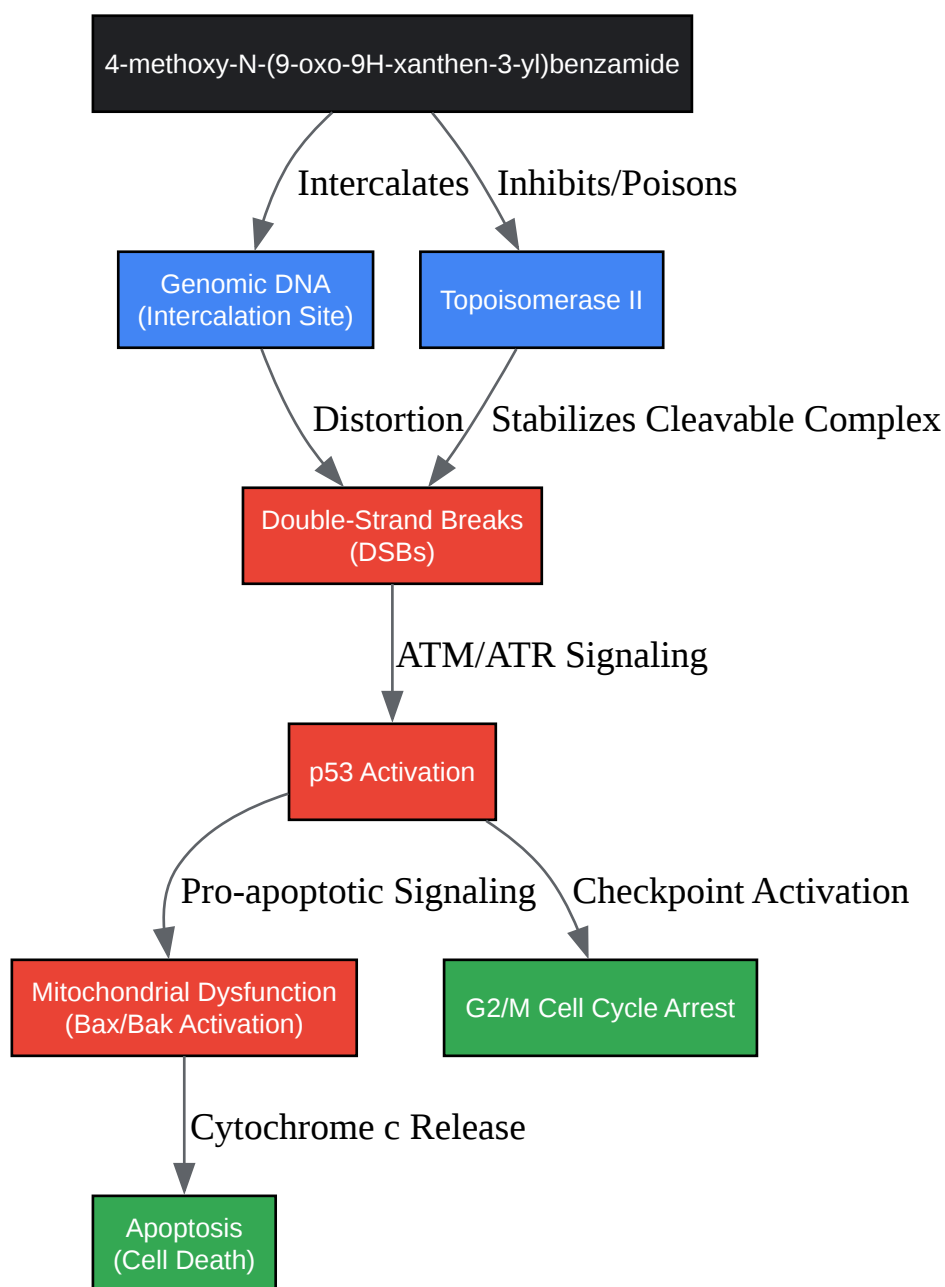 4-methoxy-N-(9-oxo-9H-xanthen-3-yl)benzamide
Intercalates
Inhibits/Poisons
Genomic DNA
(Intercalation Site)
Topoisomerase II
Distortion
Stabilizes Cleavable Complex
Double-Strand Breaks
(DSBs)
ATM/ATR Signaling
p53 Activation
Pro-apoptotic Signaling
Checkpoint Activation
Mitochondrial Dysfunction
(Bax/Bak Activation)
G2/M Cell Cycle Arrest
Cytochrome c Release
Apoptosis
(Cell Death)